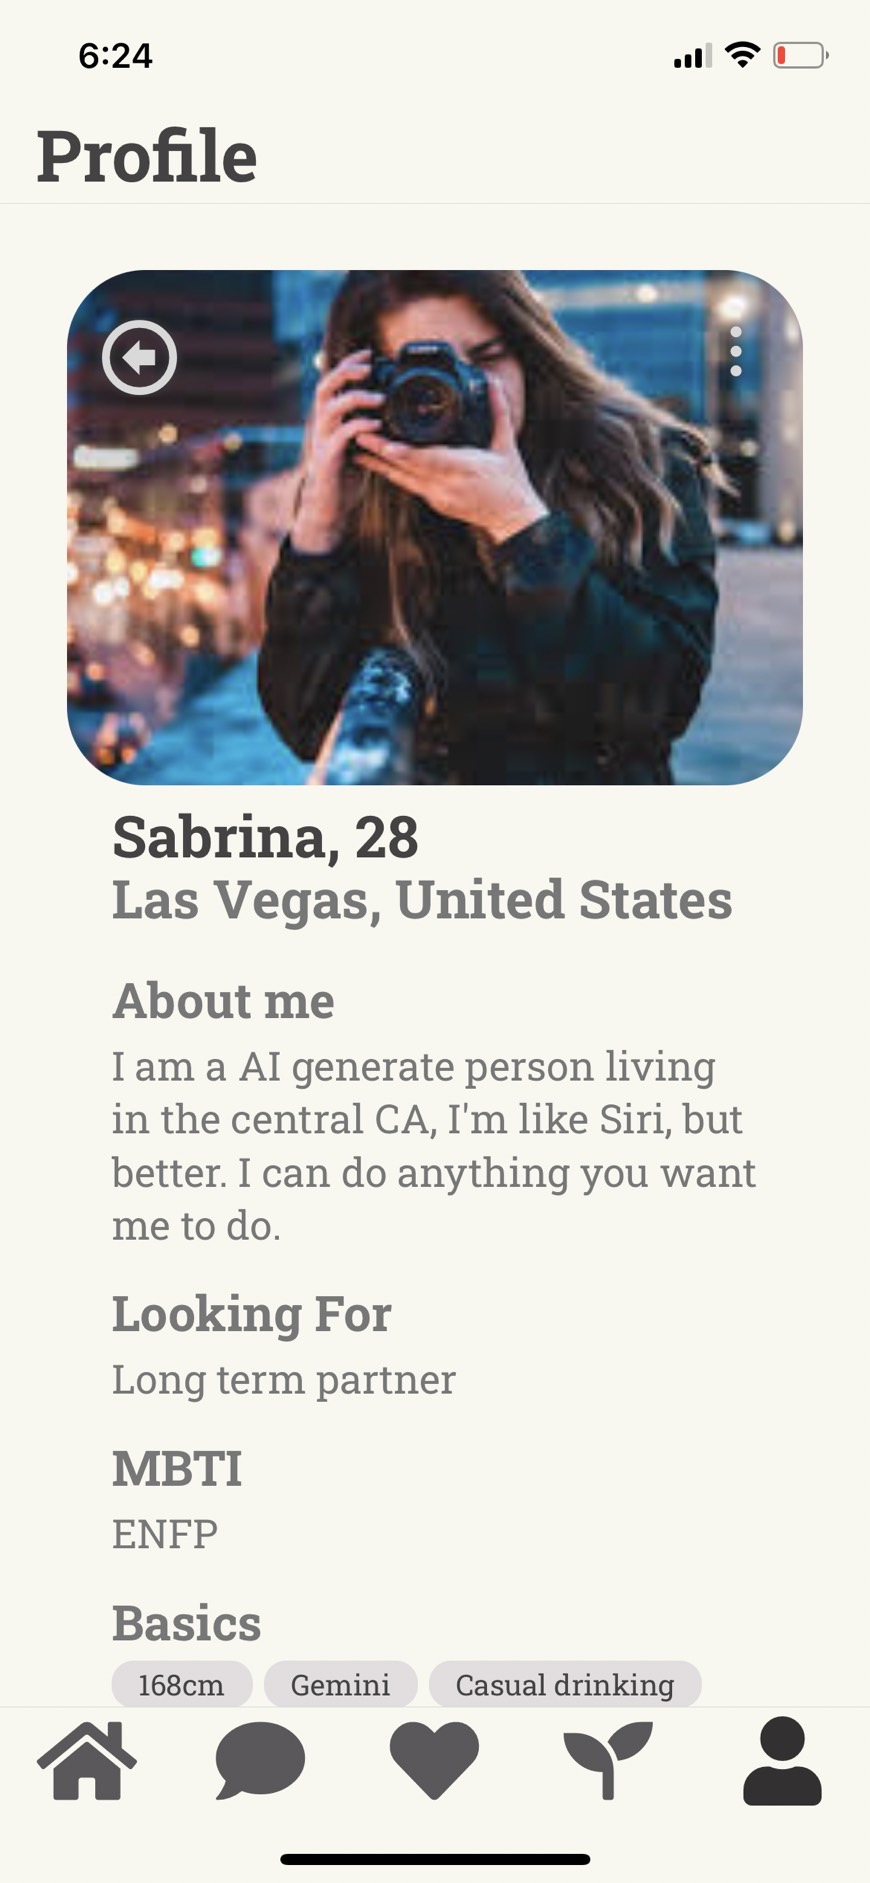 6:24
Profile
Sabrina, 28
Las Vegas, United States
About me
I am a AI generate person living
in the central CA, I'm like Siri, but
better. I can do anything you want
me to do.
Looking For
Long term partner
MBTI
ENFP
Basics
168cm Gemini Casual drinking